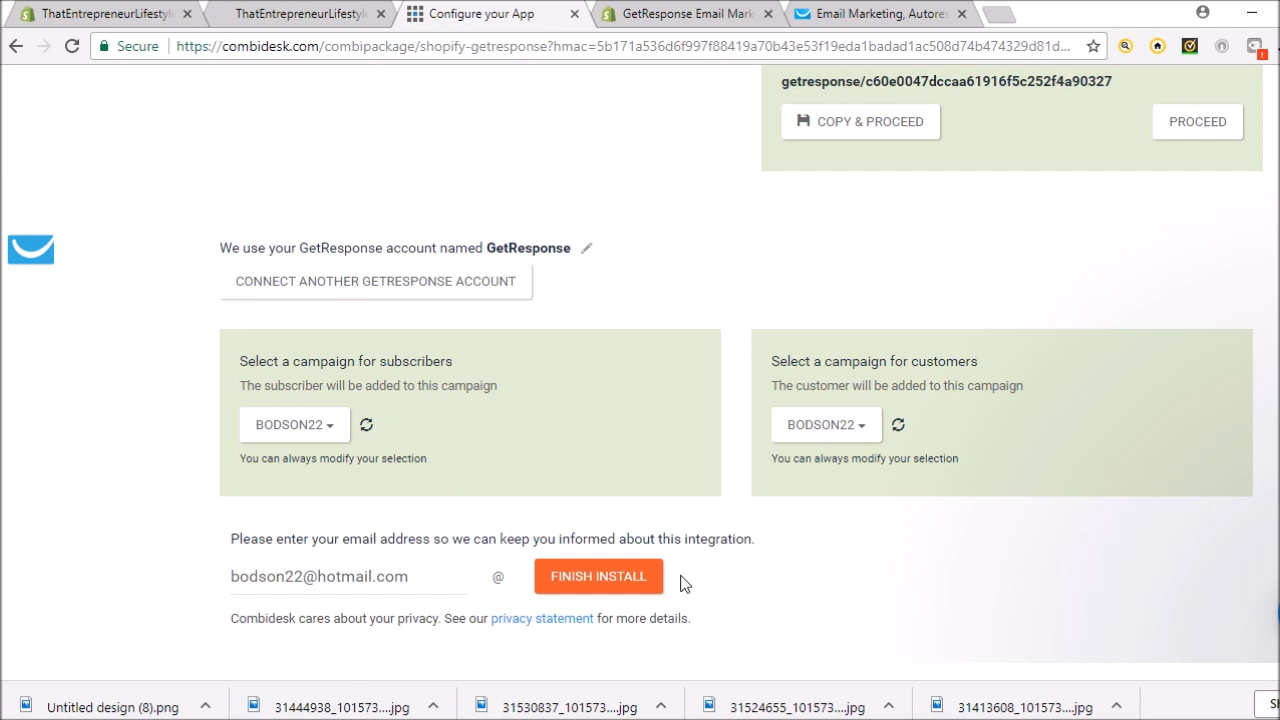 ThatEntrepreneurLifestyle
ThatEntrepreneurLifestyle
Configure your App
GetResponse Email Mark
Email Marketing, Autores
Secure
https://combidesk.com/combipackage/shopify-getresponse?hmac=5b171a536d6f997f88419a70b43e53f19eda1badad1ac508d74b474329d81d...
getresponse/c60e0047dccaa61916f5c252f4a90327
COPY & PROCEED
PROCEED
We use your GetResponse account named GetResponse
CONNECT ANOTHER GETRESPONSE ACCOUNT
Select a campaign for subscribers
The subscriber will be added to this campaign
BODSON22
You can always modify your selection
Select a campaign for customers
The customer will be added to this campaign
BODSON22
You can always modify your selection
Please enter your email address so we can keep you informed about this integration.
bodson22@hotmail.com
@
FINISH INSTALL
Combidesk cares about your privacy. See our privacy statement for more details.
Untitled design (8).png
31444938_101573....jpg
31530837_101573....jpg
31524655_101573....jpg
31413608_101573....jpg